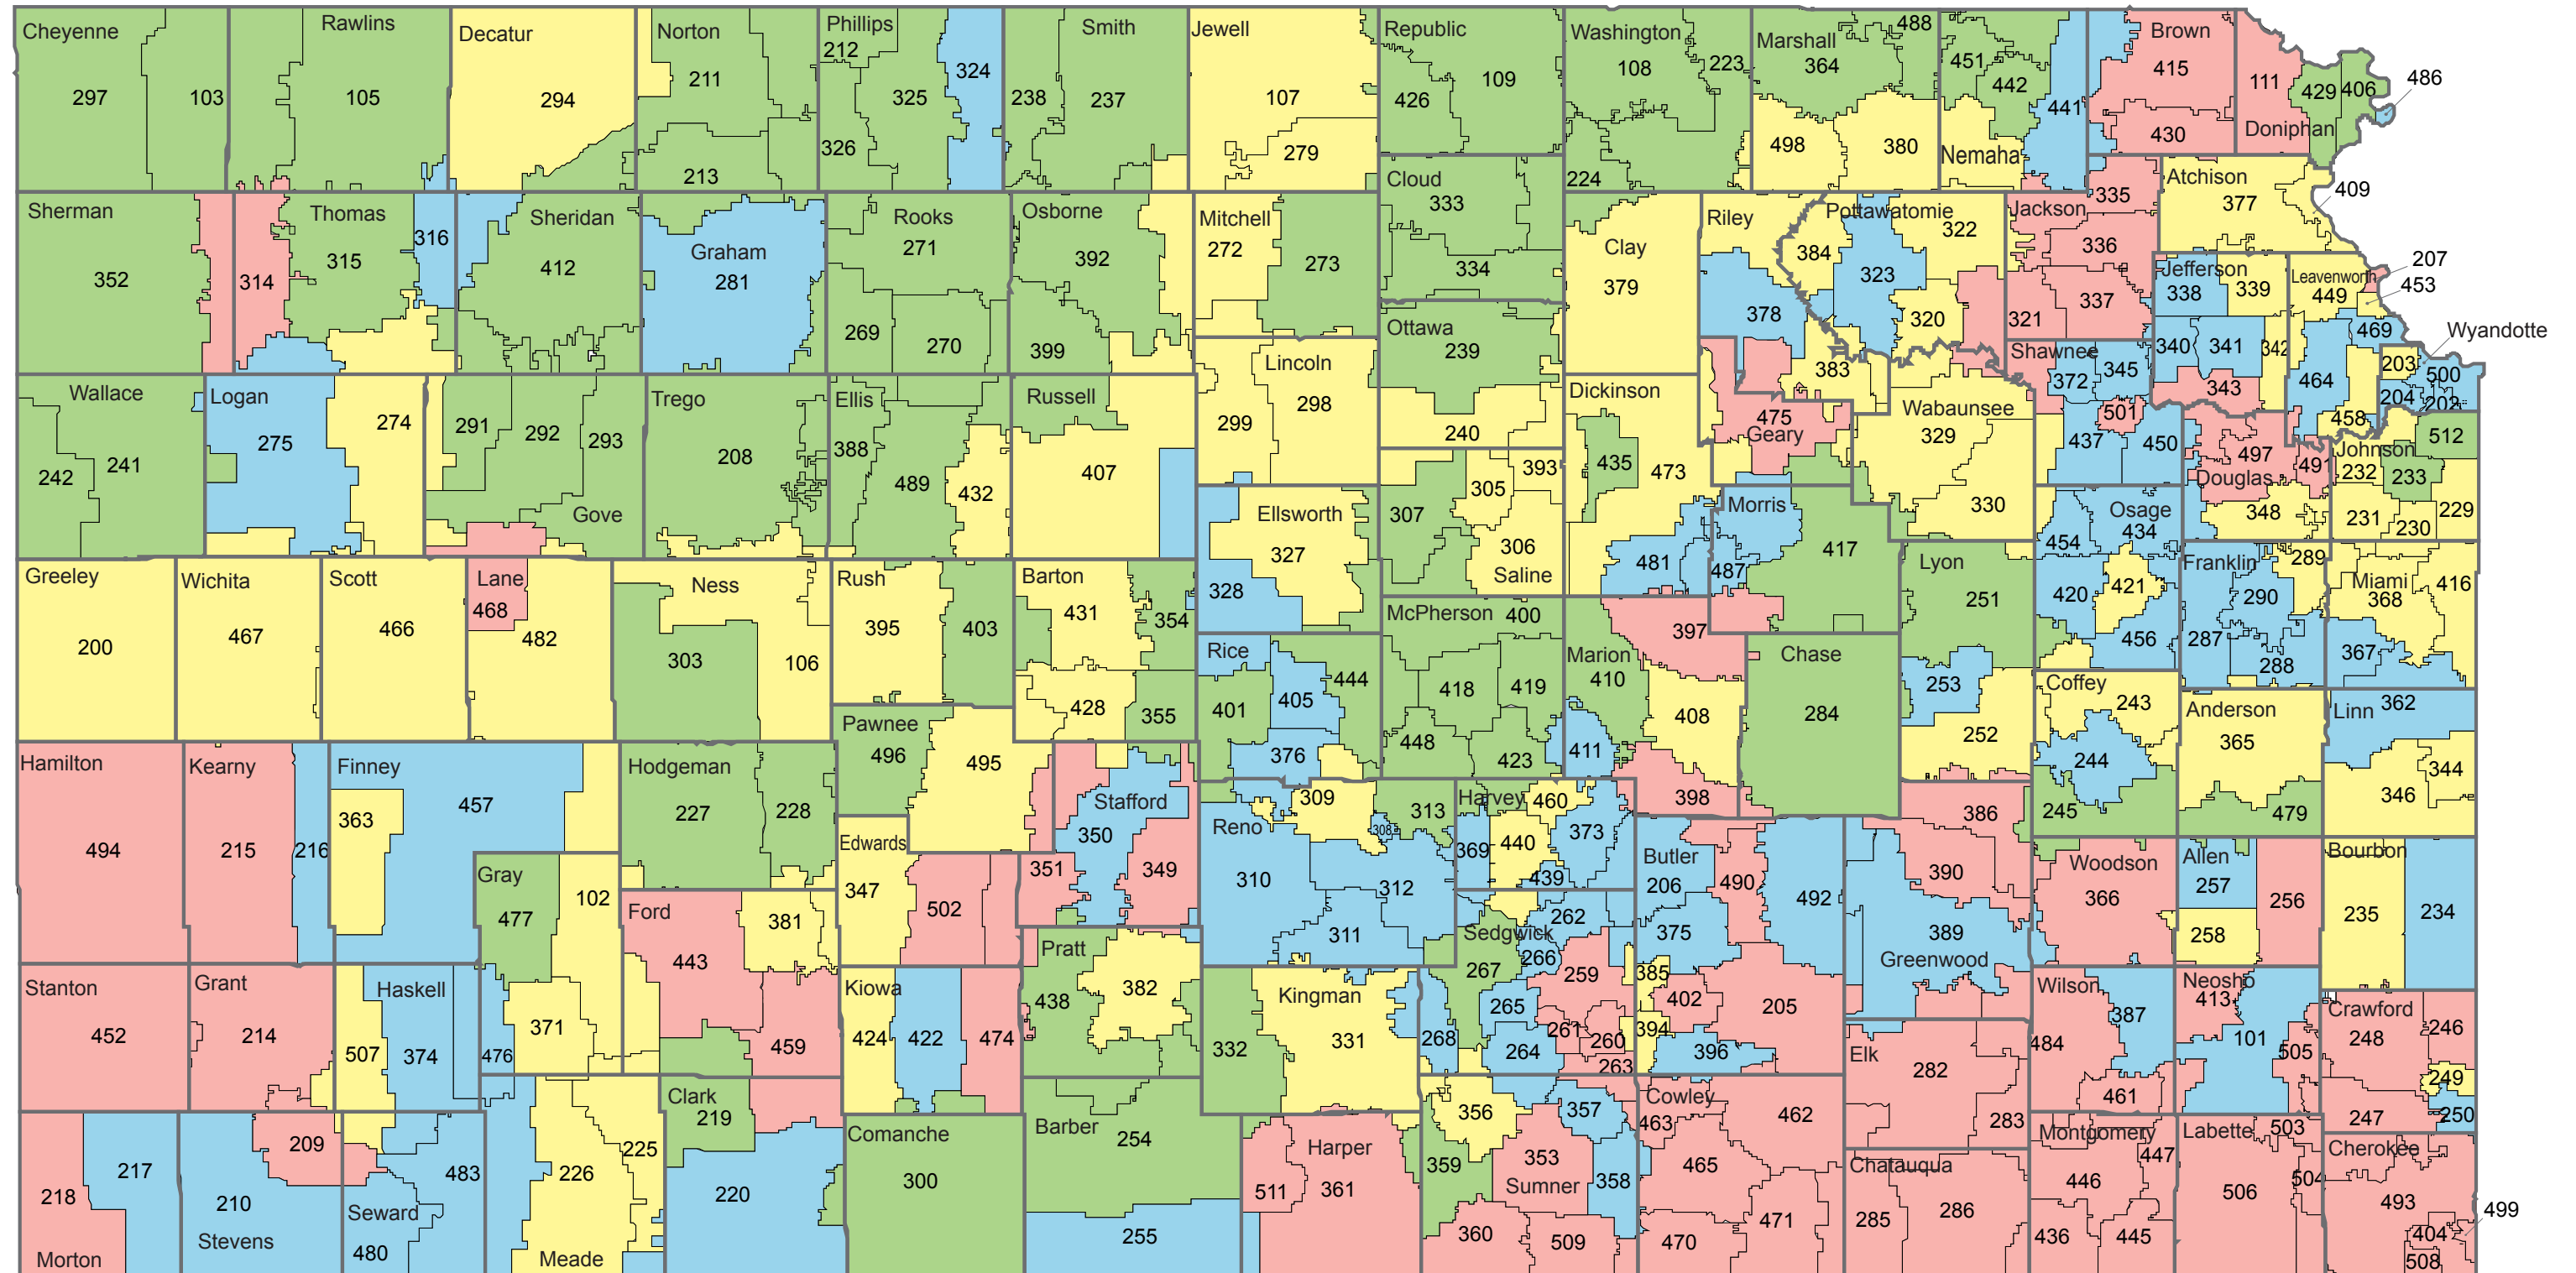 Cheyenne
Rawlins
Decatur
Norton
Phillips
Smith
Jewell
Republic
Washington
Marshall
488
Brown
297
103
105
294
211
212
325
324
326
213
238
237
107
279
426
109
108
223
224
364
498
380
451
442
441
Nemaha
415
430
111
Doniphan
429
406
486
Sherman
Thomas
Sheridan
Graham
Rooks
Osborne
Mitchell
Cloud
Clay
Riley
Pottawatomie
Jackson
Atchison
352
314
315
316
412
281
271
269
270
392
399
272
273
333
334
379
384
378
383
323
322
320
321
335
336
337
377
409
Ottawa
239
240
Lincoln
299
298
Jefferson
338
339
340
341
342
343
Leavenworth
449
207
453
469
464
458
Wyandotte
203
500
204
202
Shawnee
372
345
501
437
450
Wallace
Logan
Gove
Trego
Ellis
Russell
Dickinson
Geary
475
Wabaunsee
242
241
275
274
291
292
293
208
388
489
432
407
435
473
481
329
330
Ellsworth
327
328
307
305
393
306
Saline
Morris
487
417
Osage
434
454
420
421
456
Douglas
497
491
348
Johnson
512
232
233
231
230
229
Greeley
Wichita
Scott
Lane
Ness
Rush
Barton
200
467
466
468
482
303
106
395
403
431
354
428
355
Rice
401
405
444
376
McPherson
400
418
419
448
423
Marion
397
410
408
411
398
Chase
284
Lyon
251
253
252
Franklin
289
290
287
288
Miami
368
416
367
Coffey
243
244
245
Anderson
365
479
Linn
362
344
346
Hamilton
Kearny
Finney
Hodgeman
Pawnee
Stafford
494
215
216
457
363
227
228
496
495
350
351
349
Edwards
347
502
Gray
477
102
Ford
443
381
459
Reno
309
308
313
310
312
311
Harvey
460
369
440
373
439
Butler
206
490
492
375
385
402
205
394
396
386
390
389
Greenwood
Woodson
366
Allen
257
256
258
Bourbon
235
234
Stanton
Grant
Haskell
Kiowa
Pratt
Kingman
Sedgwick
452
214
507
374
476
371
424
422
474
438
382
332
331
262
266
267
259
265
268
264
261
260
263
Wilson
387
484
461
Neosho
413
101
505
Crawford
248
246
249
247
250
Elk
282
283
Clark
219
220
Comanche
300
Barber
254
255
Harper
511
361
356
357
359
353
358
Sumner
360
509
Cowley
463
462
465
471
470
Chatauqua
285
286
Montgomery
447
446
436
445
Labette
503
504
506
Cherokee
493
404
508
499
218
217
Morton
209
210
Stevens
483
Seward
480
226
225
Meade